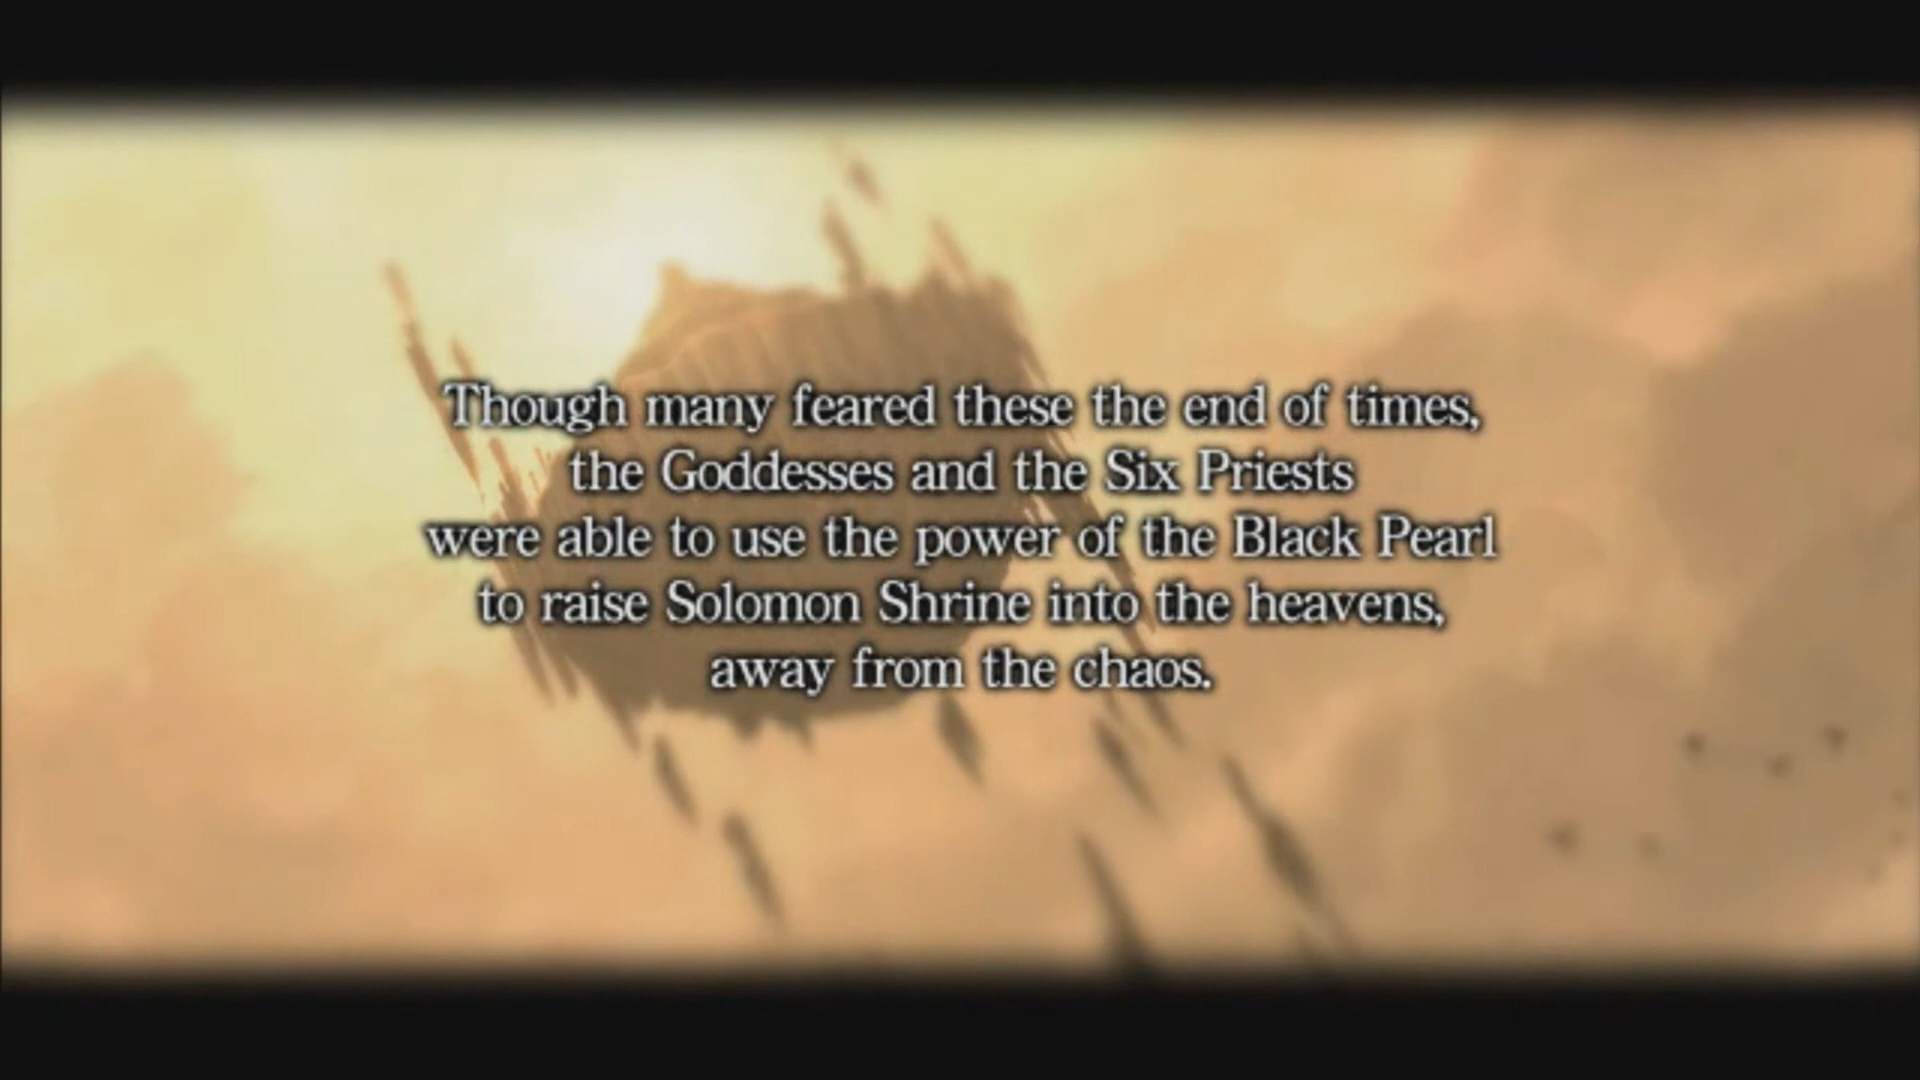 Though many feared these the end of times,
the Goddesses and the Six Priests
were able to use the power of the Black Pearl
to raise Solomon Shrine into the heavens,
away from the chaos.